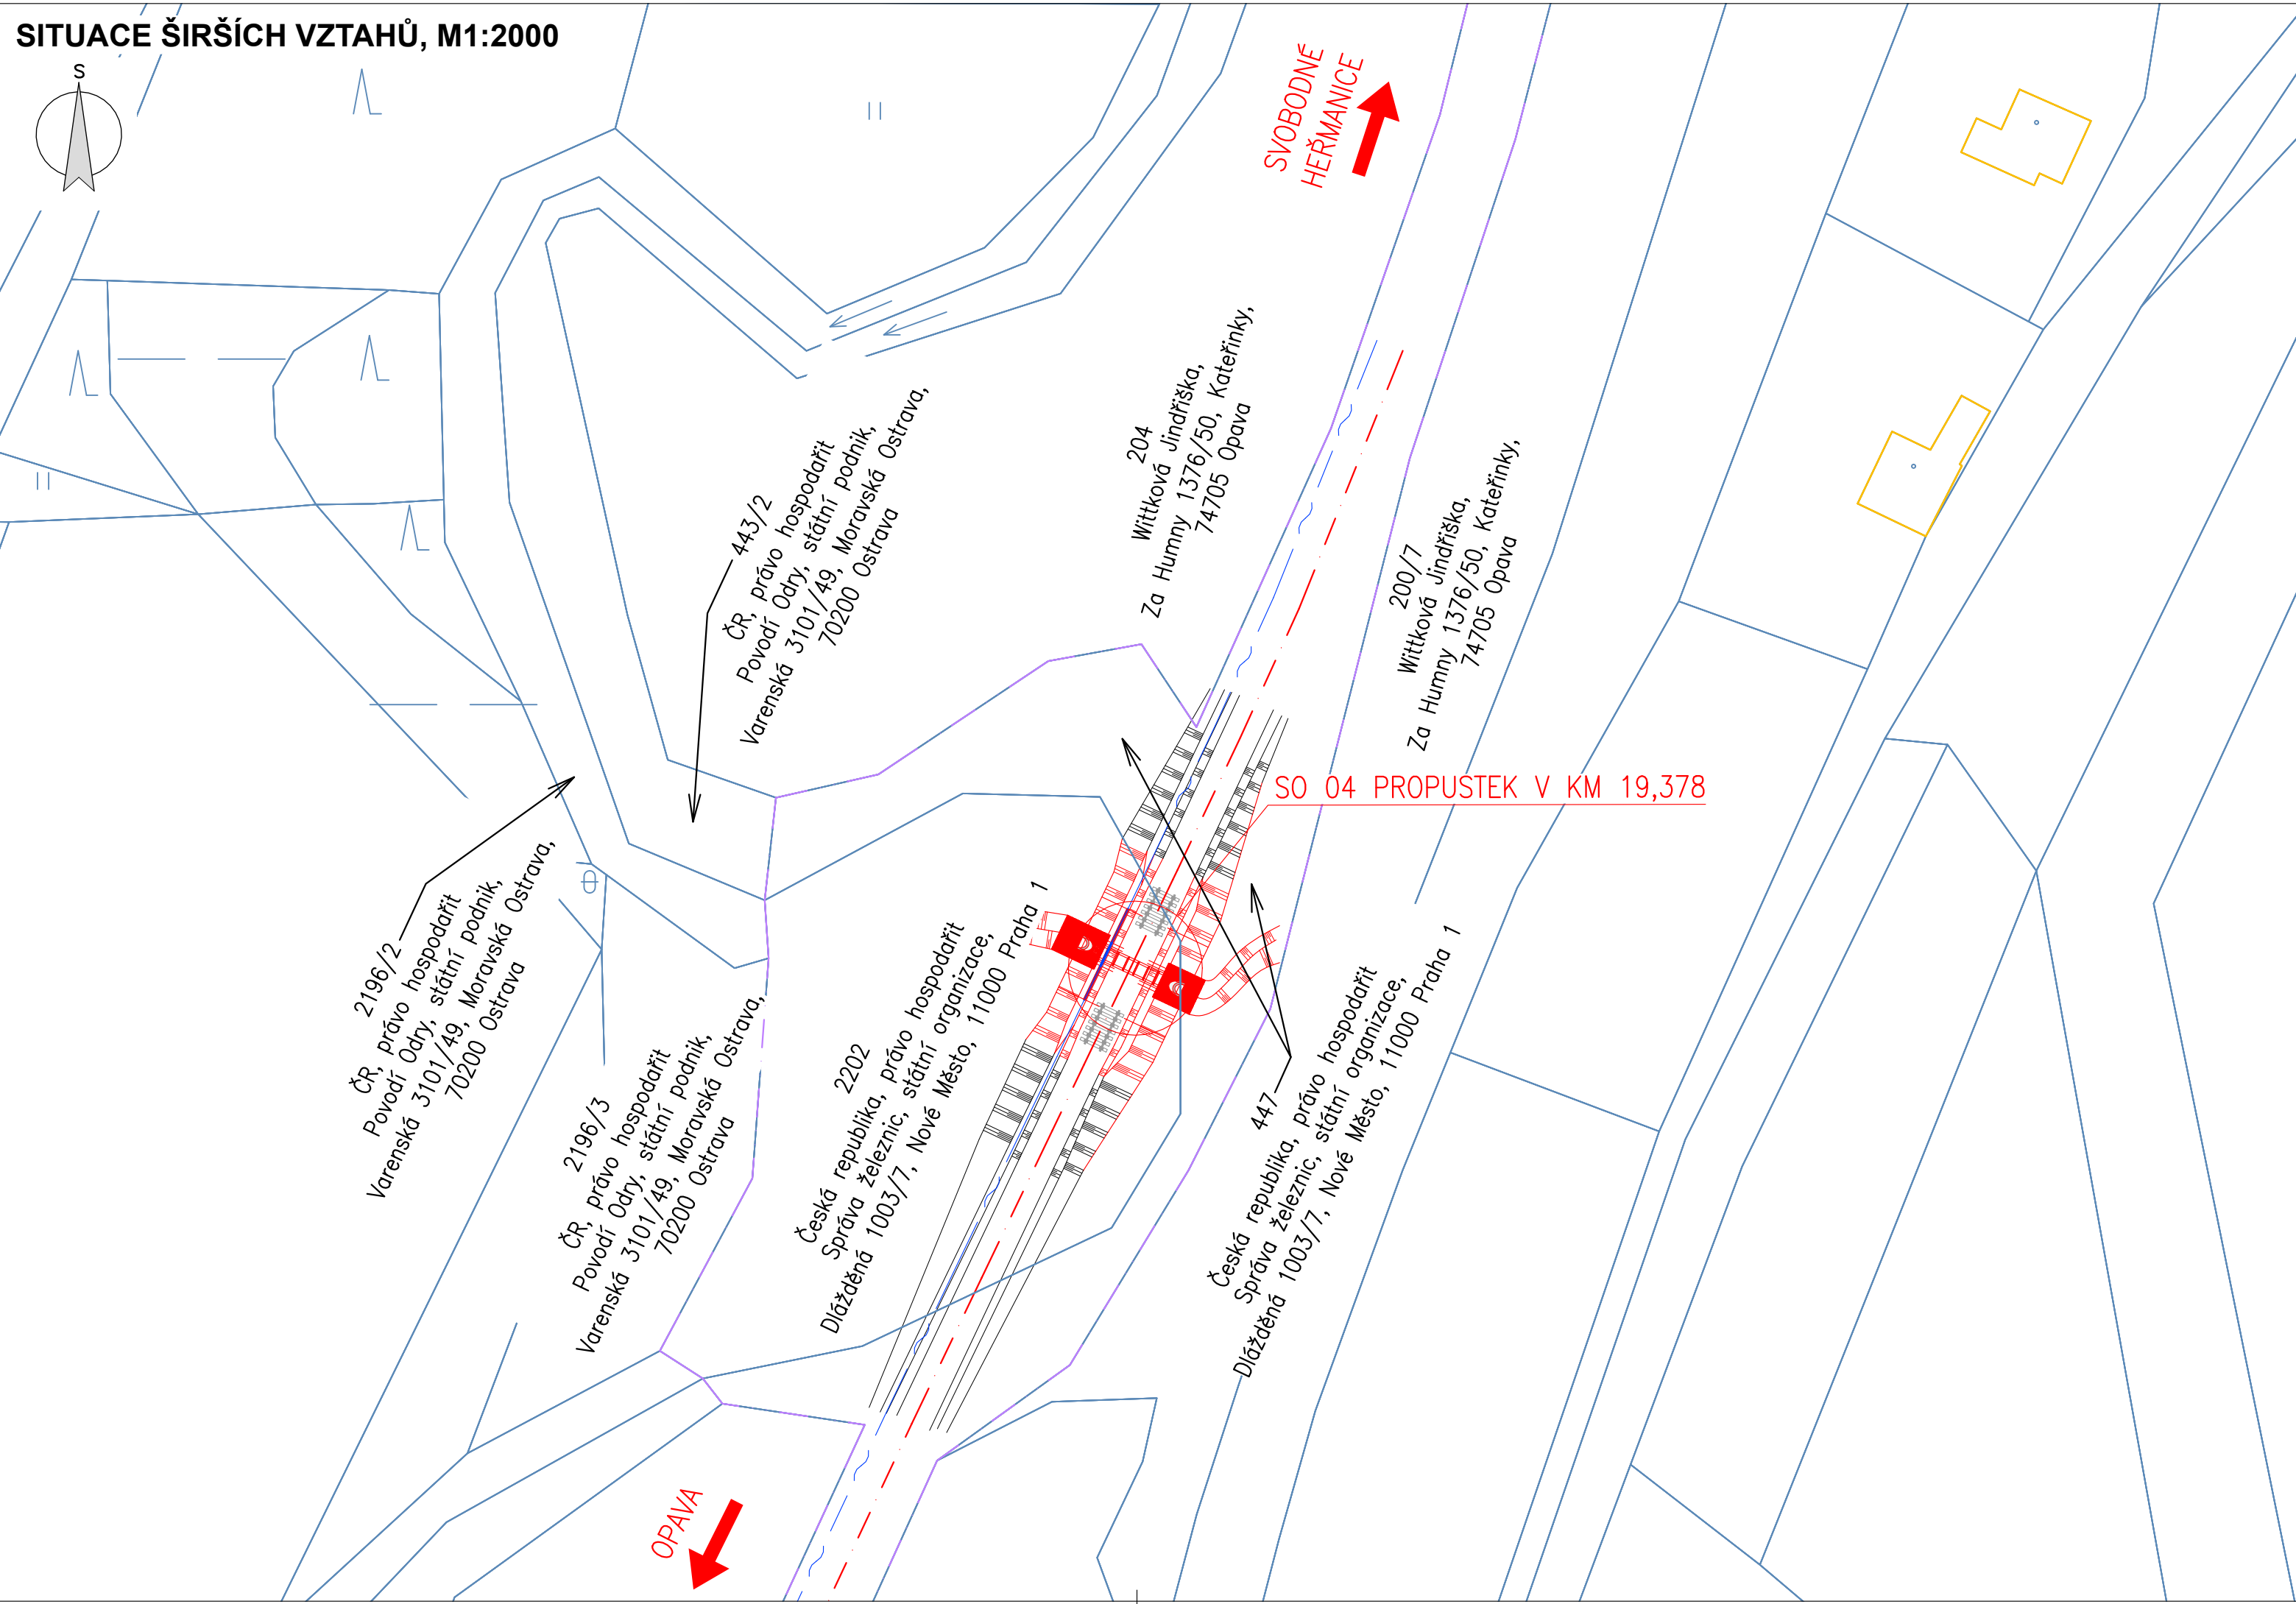 SITUACE ŠIRŠÍCH VZTAHŮ, M1:2000
S
SVOBODNÉ
HEŘMANICE
443/2
ČR, právo hospodařit
Povodí Odry, státní podnik,
Varenská 3101/49, Moravská Ostrava,
70200 Ostrava
204
Wittková Jindřiška,
Za Humny 1376/50, Kateřinky,
74705 Opava
200/7
Wittková Jindřiška,
Za Humny 1376/50, Kateřinky,
74705 Opava
SO 04 PROPUSTEK V KM 19,378
2196/2
ČR, právo hospodařit
Povodí Odry, státní podnik,
Varenská 3101/49, Moravská Ostrava,
70200 Ostrava
2196/3
ČR, právo hospodařit
Povodí Odry, státní podnik,
Varenská 3101/49, Moravská Ostrava,
70200 Ostrava
2202
Česká republika, právo hospodařit
Správa železnic, státní organizace,
Dlážděná 1003/7, Nové Město, 11000 Praha 1
447
Česká republika, právo hospodařit
Správa železnic, státní organizace,
Dlážděná 1003/7, Nové Město, 11000 Praha 1
OPAVA